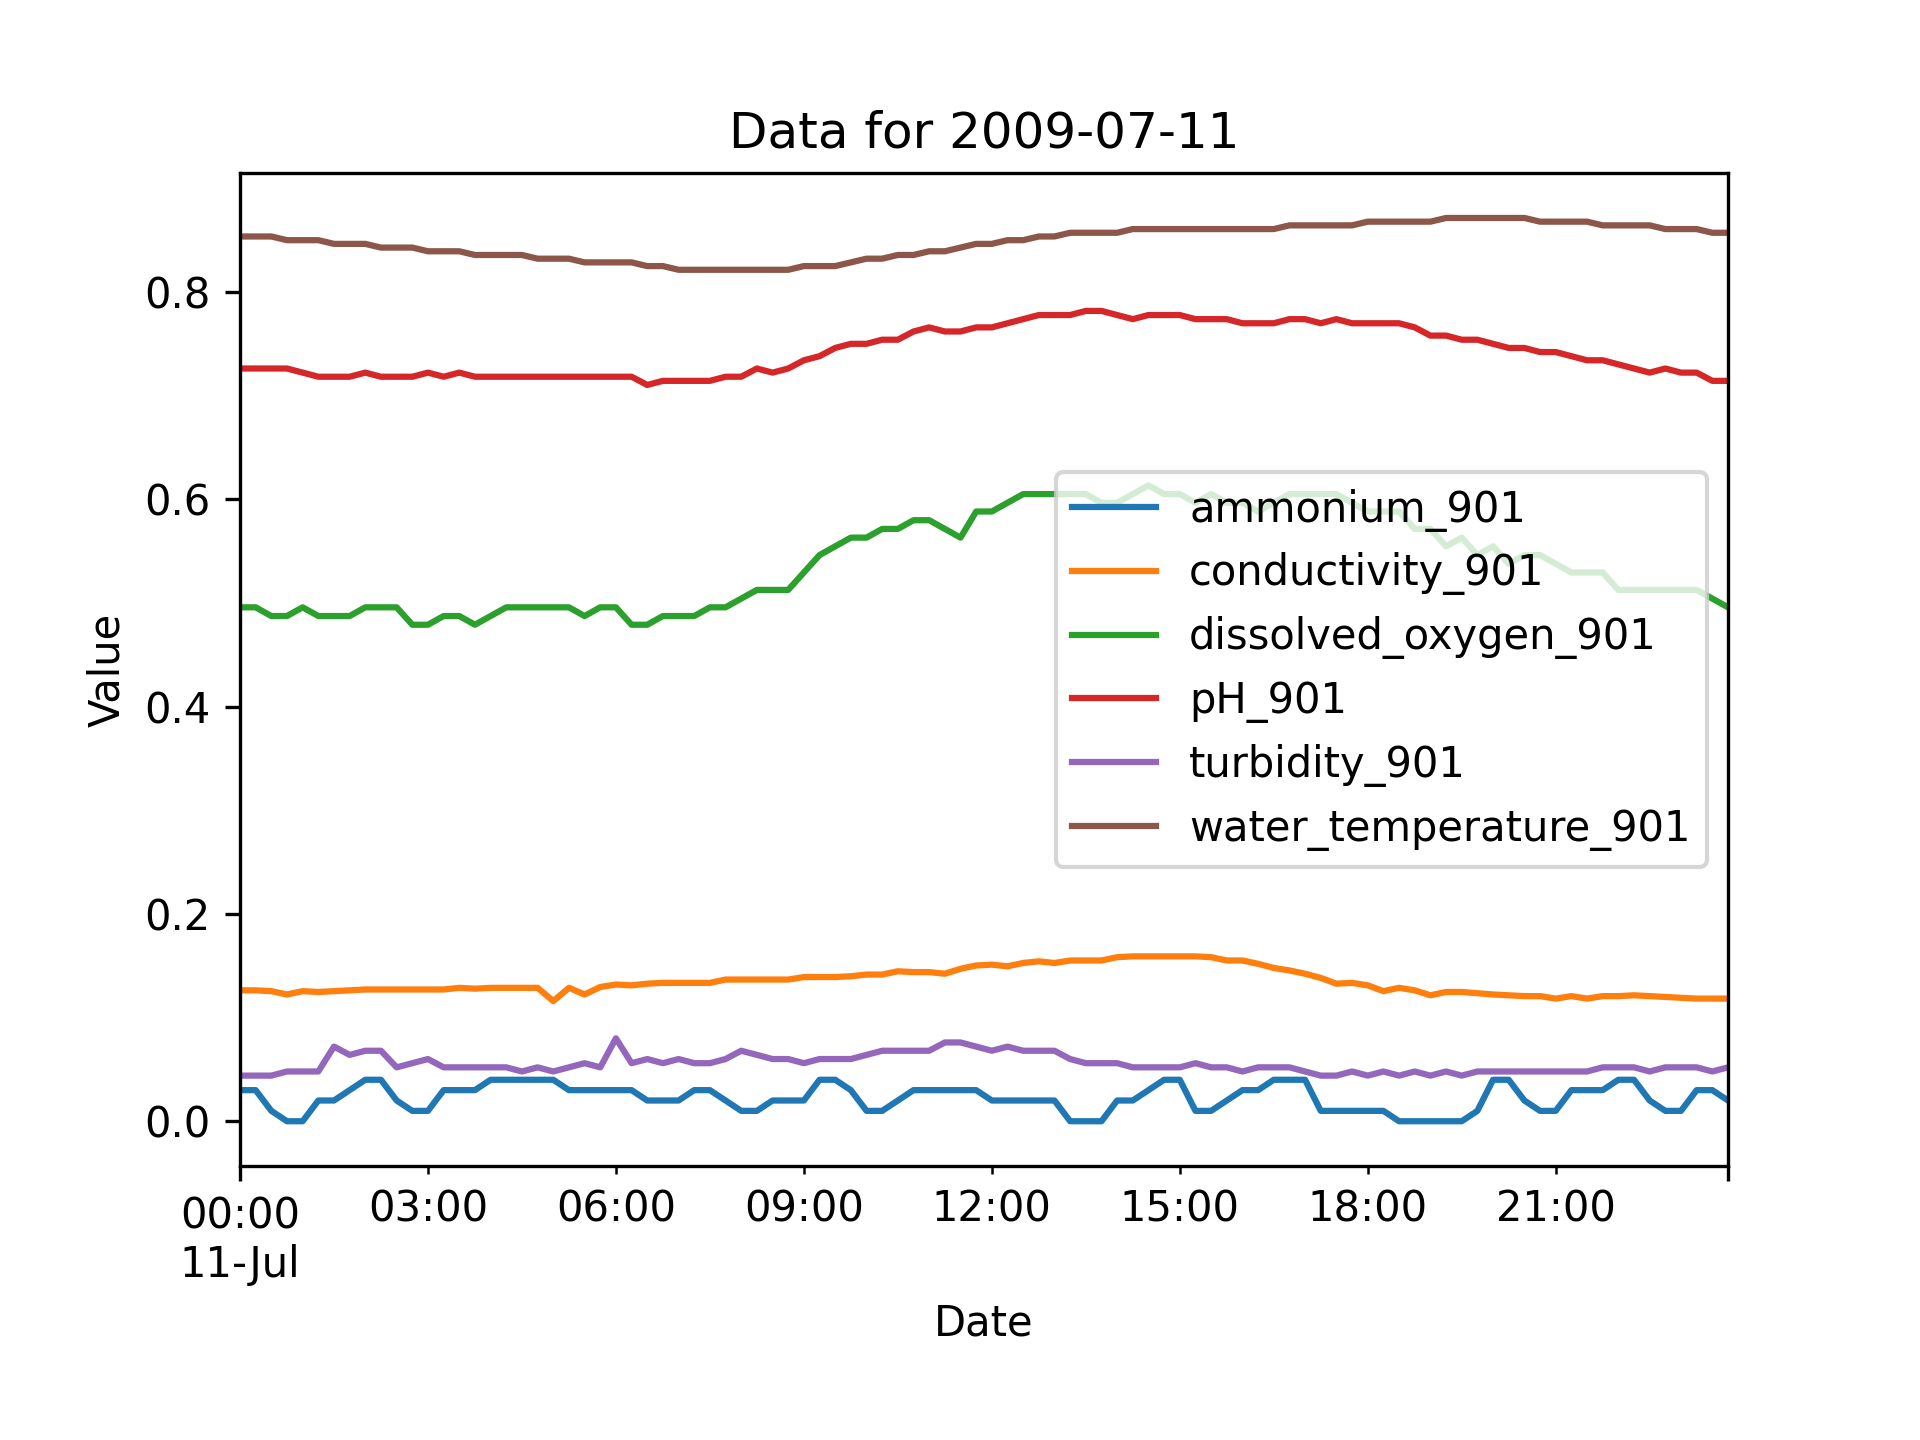 Data for 2009-07-11
Value
0.8
0.6
0.4
0.2
0.0
ammonium_901
conductivity_901
dissolved_oxygen_901
pH_901
turbidity_901
water_temperature_901
00:00 03:00 06:00 09:00 12:00 15:00 18:00 21:00
11-Jul
Date